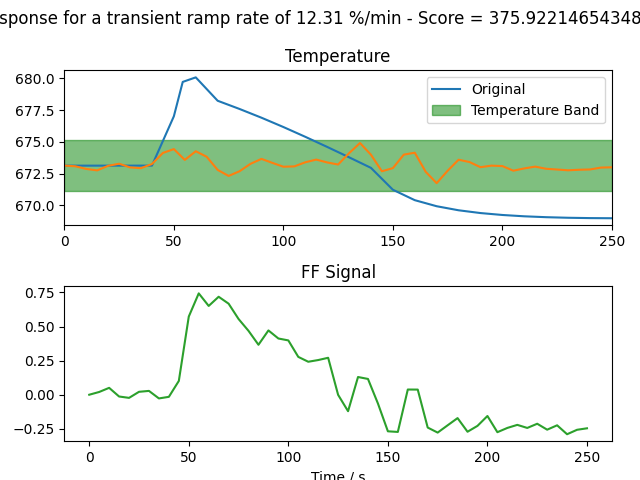 sponse for a transient ramp rate of 12.31 %/min - Score = 375.92214654348
Temperature
680.0
677.5
675.0
672.5
670.0
Original
Temperature Band
0 50 100 150 200 250
FF Signal
0.75
0.50
0.25
0.00
−0.25
0 50 100 150 200 250
Time / s